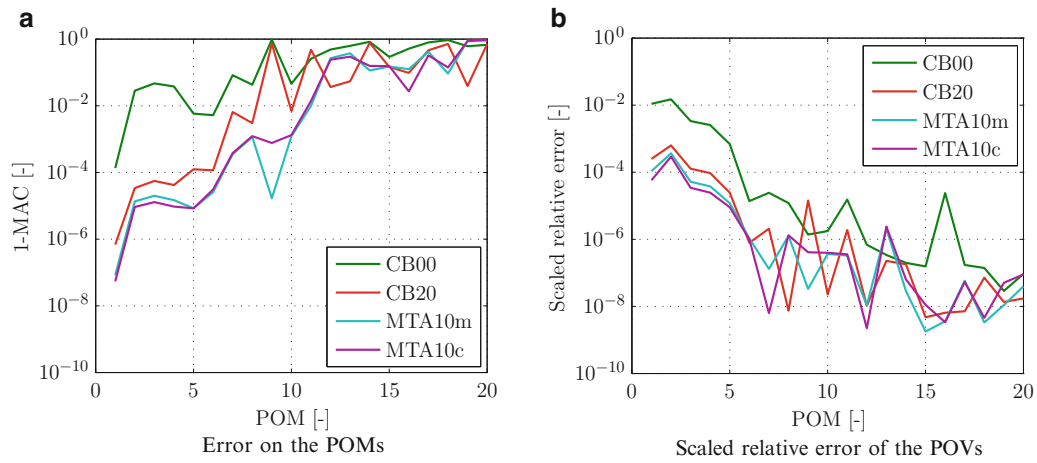 a
1-MAC [-]
10^0
10^-2
10^-4
10^-6
10^-8
10^-10
CB00
CB20
MTA10m
MTA10c
0 5 10 15 20
POM [-]
Error on the POMs
b
Scaled relative error [-]
10^0
10^-2
10^-4
10^-6
10^-8
10^-10
CB00
CB20
MTA10m
MTA10c
0 5 10 15 20
POM [-]
Scaled relative error of the POVs